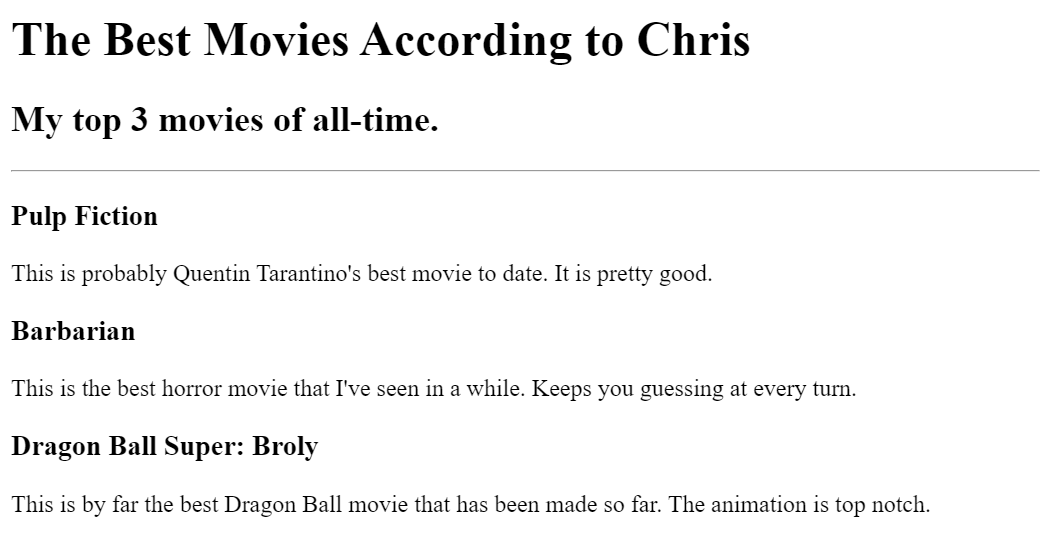 The Best Movies According to Chris
My top 3 movies of all-time.
Pulp Fiction
This is probably Quentin Tarantino's best movie to date. It is pretty good.
Barbarian
This is the best horror movie that I've seen in a while. Keeps you guessing at every turn.
Dragon Ball Super: Broly
This is by far the best Dragon Ball movie that has been made so far. The animation is top notch.